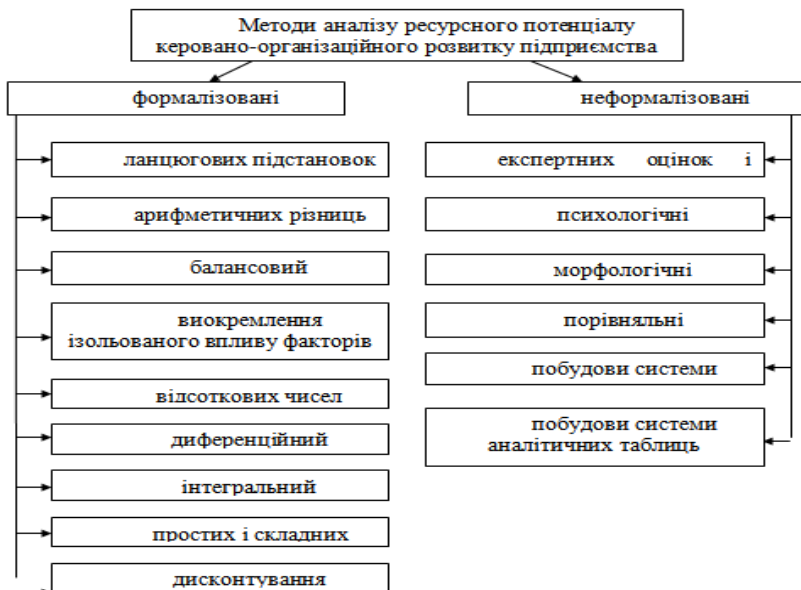 Методи аналізу ресурсного потенціалу
керовано-організаційного розвитку підприємства
формалізовані
неформалізовані
ланцюгових підстановок
арифметичних різниць
балансовий
виокремлення
ізольованого впливу факторів
відсоткових чисел
диференційний
інтегральний
простих і складних
дисконтування
експертних оцінок і
психологічні
морфологічні
порівняльні
побудови системи
побудови системи
аналітичних таблиць